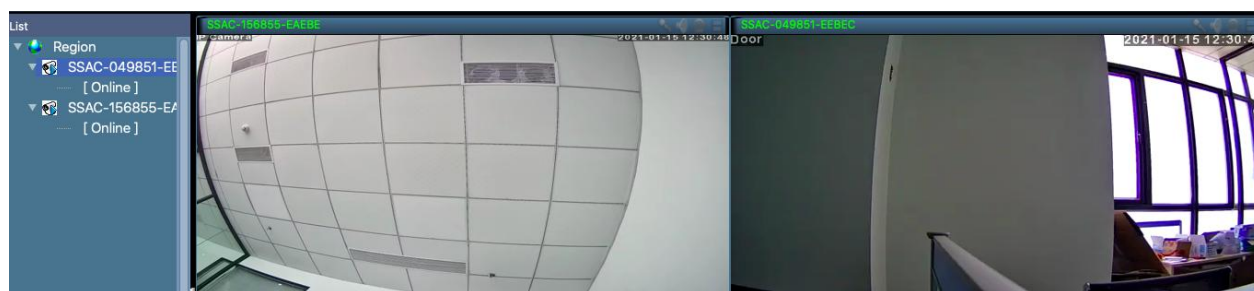 List
Region
SSAC-049851-EE
[ Online ]
SSAC-156855-EA
[ Online ]
SSAC-156855-EAEBE
IP Camera
2021-01-15 12:30:48
SSAC-049851-EEBEC
Door
2021-01-15 12:30:4